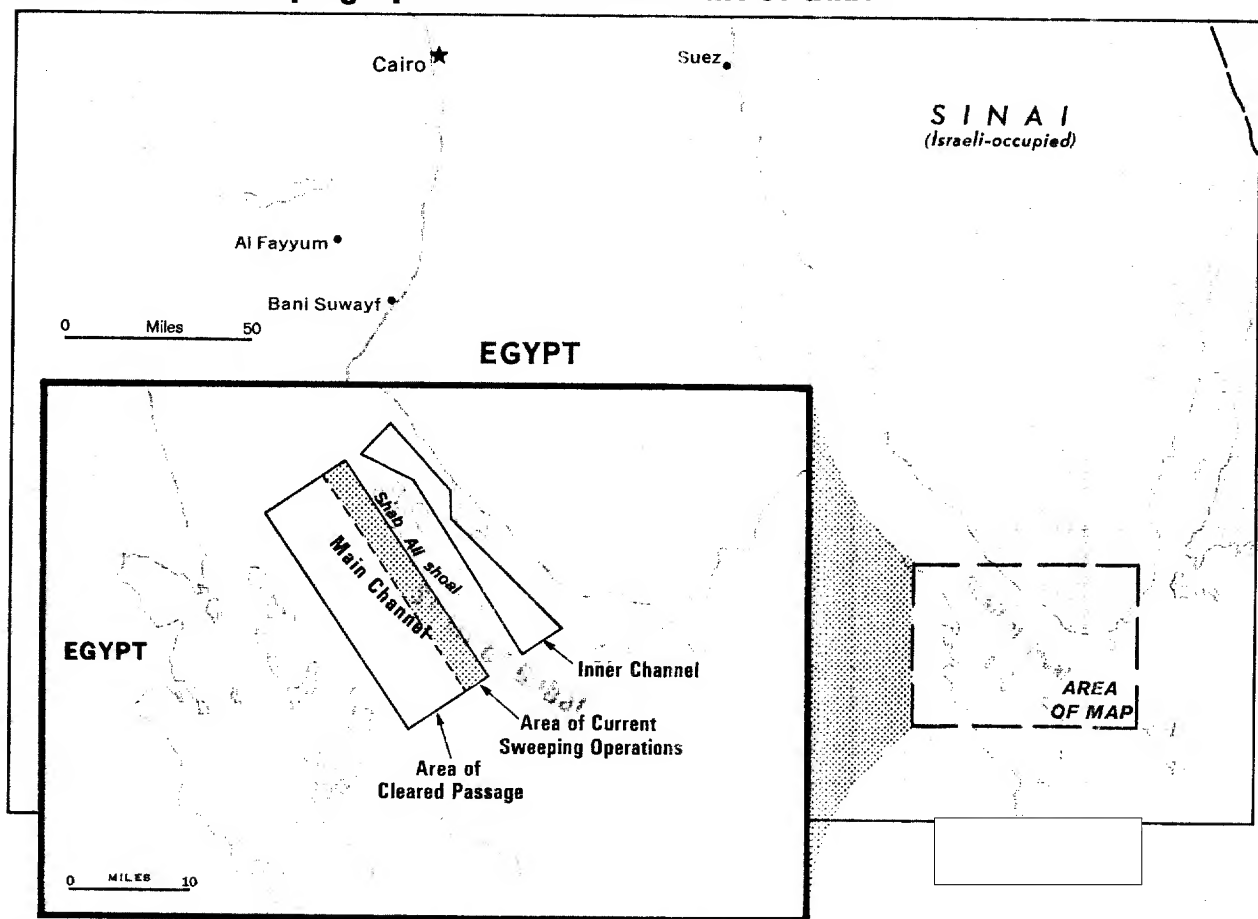 Cairo
Suez
SINAI
(Israeli-occupied)
Al Fayyum
Bani Suwayf
0 Miles 50
EGYPT
Shab Ali shoal
Main Channel
EGYPT
Inner Channel
Area of Current
Sweeping Operations
Area of
Cleared Passage
0 MILES 10
AREA
OF MAP